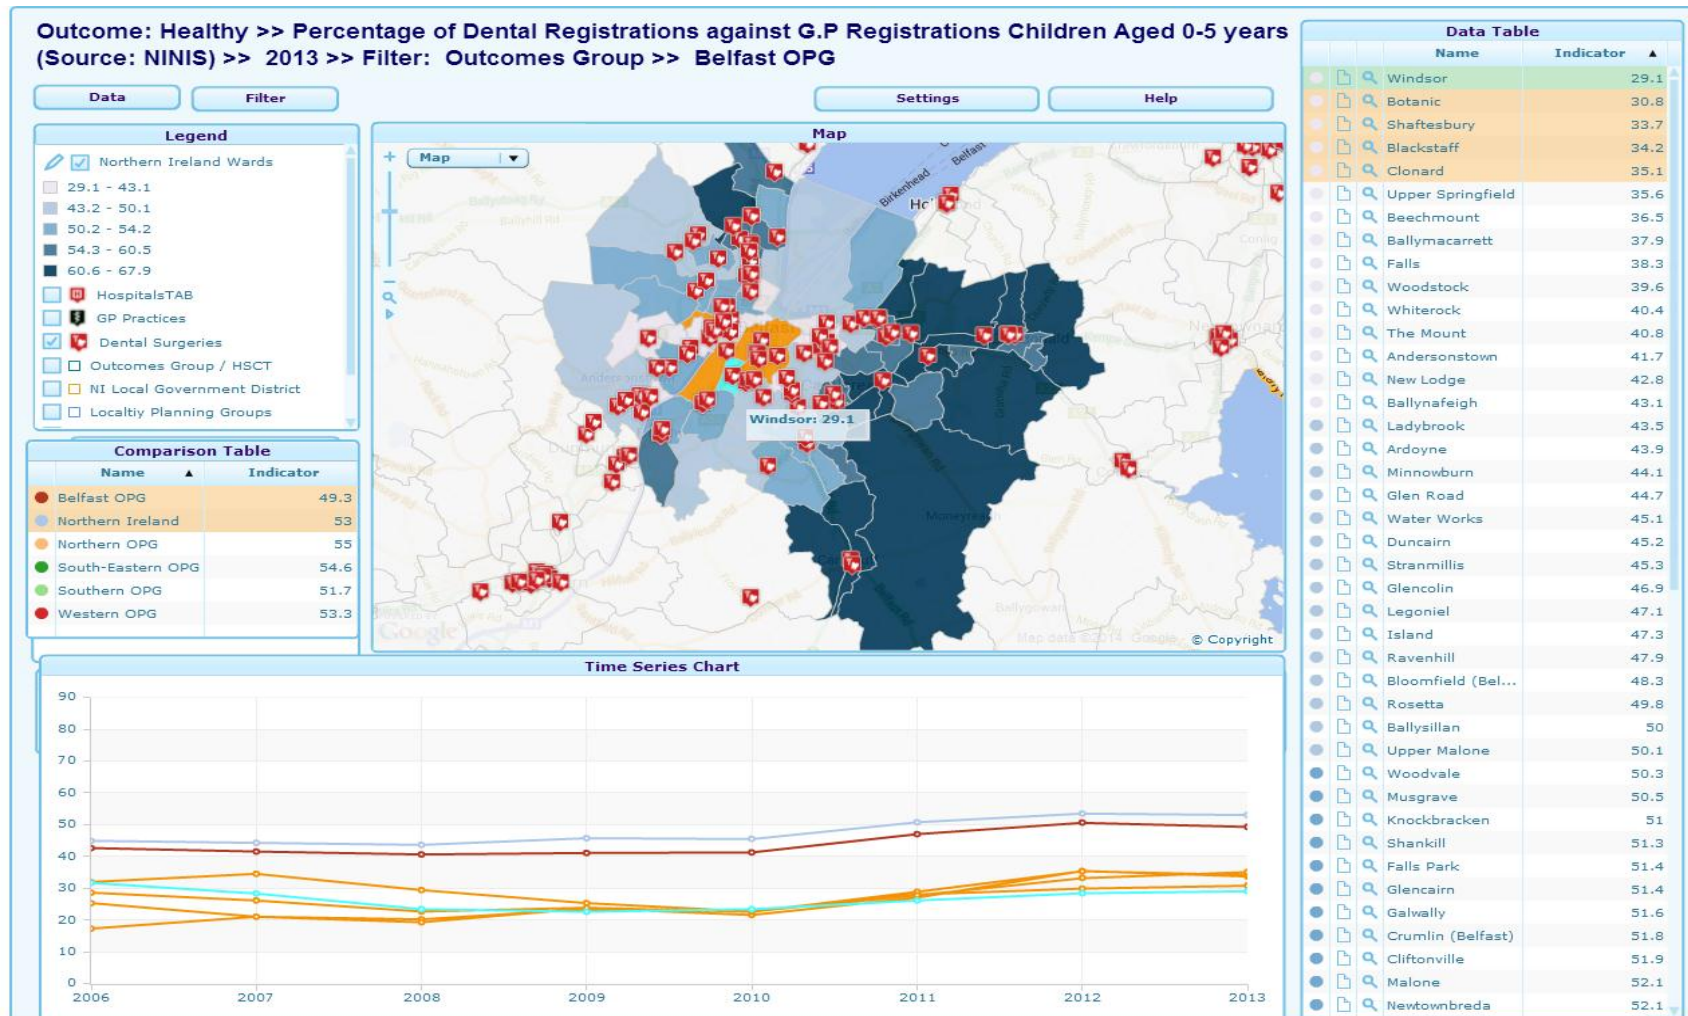 Outcome: Healthy >> Percentage of Dental Registrations against G.P Registrations Children Aged 0-5 years
(Source: NINIS) >> 2013 >> Filter: Outcomes Group >> Belfast OPG
Data
Filter
Settings
Help
Legend
Northern Ireland Wards
29.1 - 43.1
43.2 - 50.1
50.2 - 54.2
54.3 - 60.5
60.6 - 67.9
HospitalsTAB
GP Practices
Dental Surgeries
Outcomes Group / HSCT
NI Local Government District
Localtiy Planning Groups
Comparison Table
Name Indicator
Belfast OPG 49.3
Northern Ireland 53
Northern OPG 55
South-Eastern OPG 54.6
Southern OPG 51.7
Western OPG 53.3
Map
Map
Belfast
Birkenhead
Windsor: 29.1
Ballygowan
Google
Map data ©2014 Google
© Copyright
Time Series Chart
90
80
70
60
50
40
30
20
10
0
2006 2007 2008 2009 2010 2011 2012 2013
Data Table
Name Indicator
Windsor 29.1
Botanic 30.8
Shaftesbury 33.7
Blackstaff 34.2
Clonard 35.1
Upper Springfield 35.6
Beechmount 36.5
Ballymacarrett 37.9
Falls 38.3
Woodstock 39.6
Whiterock 40.4
The Mount 40.8
Andersonstown 41.7
New Lodge 42.8
Ballynafeigh 43.1
Ladybrook 43.5
Ardoyne 43.9
Minnowburn 44.1
Glen Road 44.7
Water Works 45.1
Duncairn 45.2
Stranmillis 45.3
Glencolin 46.9
Legoniel 47.1
Island 47.3
Ravenhill 47.9
Bloomfield (Bel... 48.3
Rosetta 49.8
Ballysillan 50
Upper Malone 50.1
Woodvale 50.3
Musgrave 50.5
Knockbracken 51
Shankill 51.3
Falls Park 51.4
Glencairn 51.4
Galwally 51.6
Crumlin (Belfast) 51.8
Cliftonville 51.9
Malone 52.1
Newtownbreda 52.1